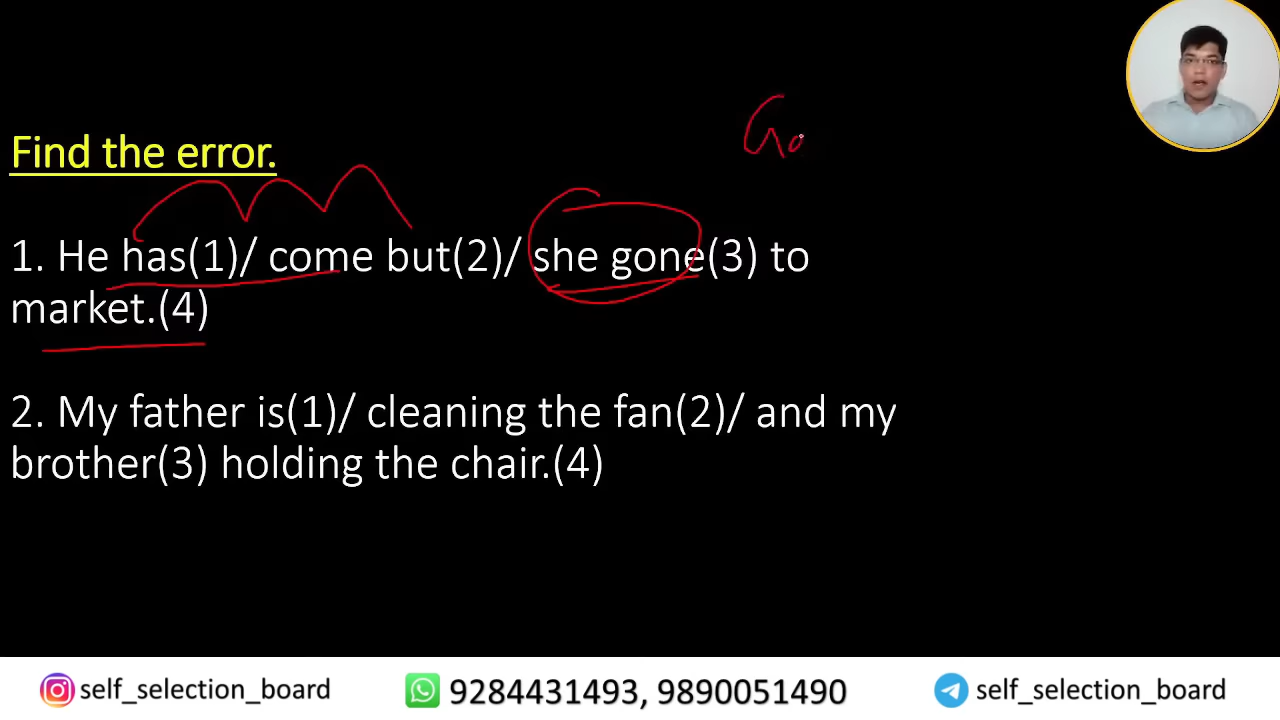 Find the error.
Go
1. He has(1)/ come but(2)/ she gone(3) to
market.(4)
2. My father is(1)/ cleaning the fan(2)/ and my
brother(3) holding the chair.(4)
self_selection_board
9284431493, 9890051490
self_selection_board